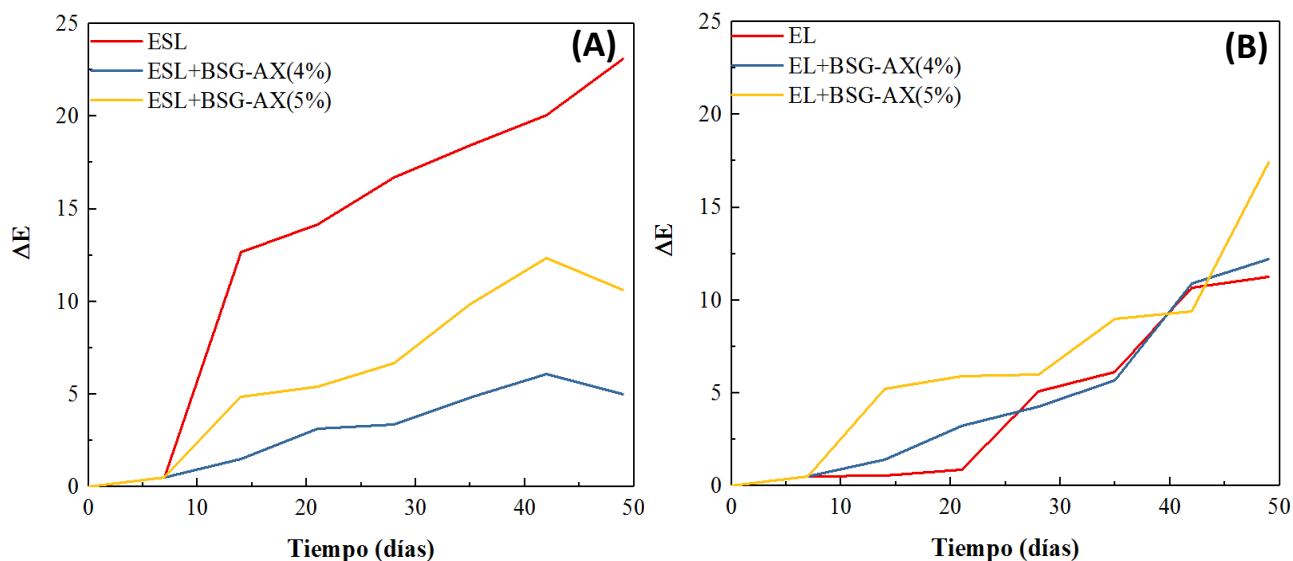 (A)
ESL
ESL+BSG-AX(4%)
ESL+BSG-AX(5%)
25
20
15
10
5
0
ΔE
0 10 20 30 40 50
Tiempo (días)
(B)
EL
EL+BSG-AX(4%)
EL+BSG-AX(5%)
25
20
15
10
5
0
ΔE
0 10 20 30 40 50
Tiempo (días)